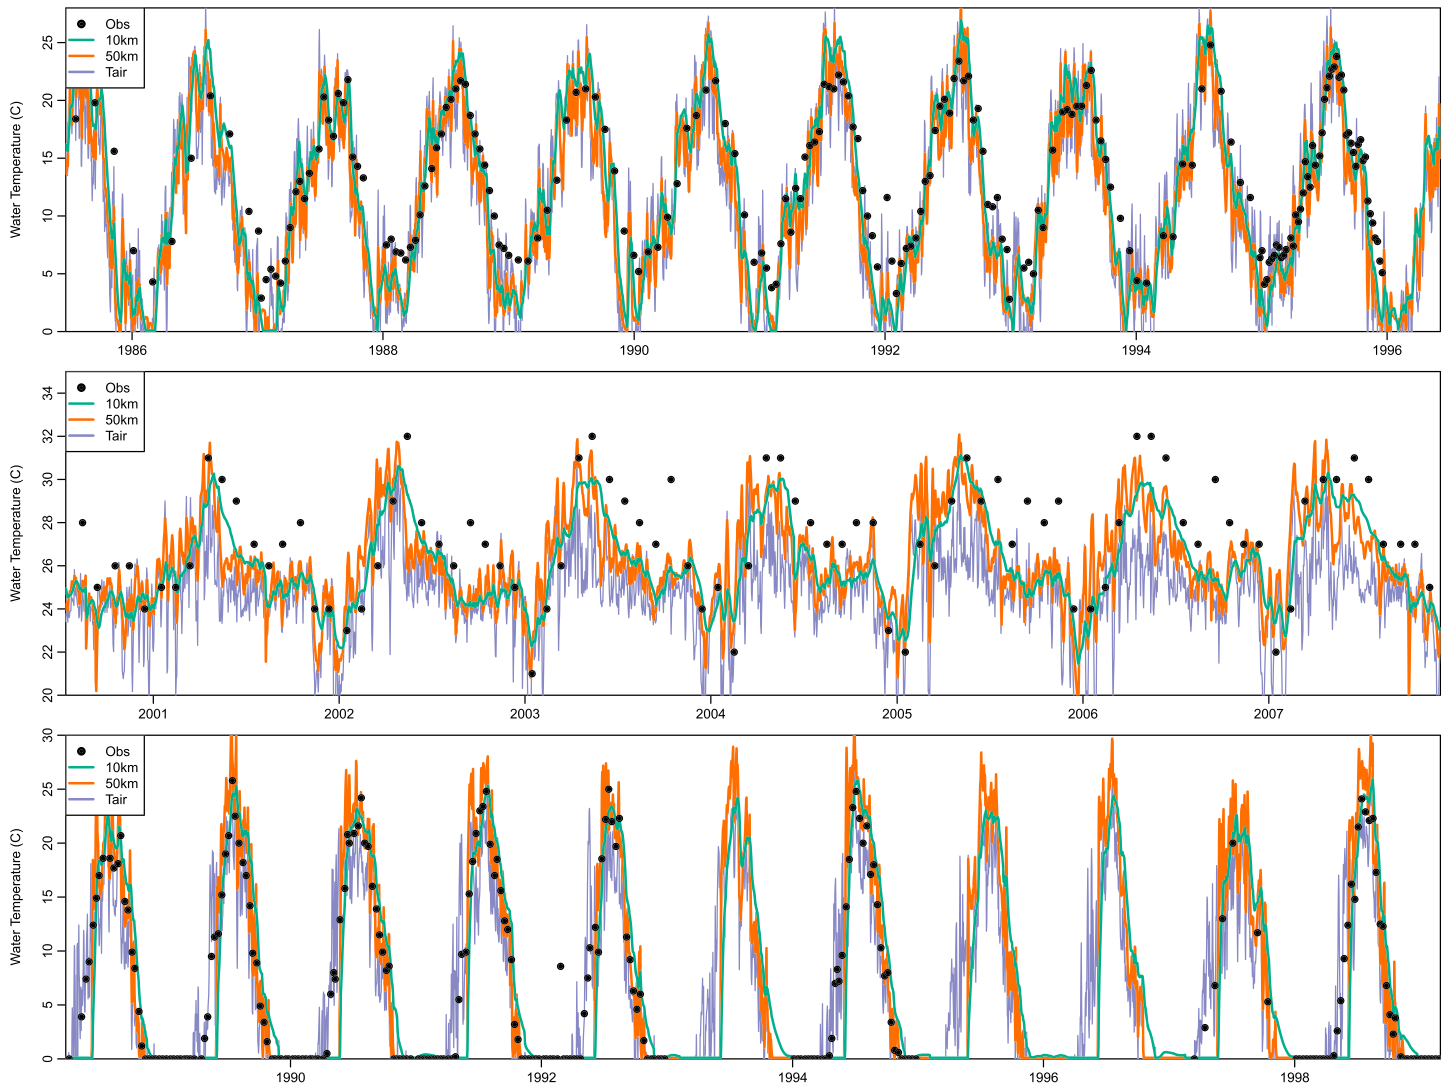 Obs
10km
50km
Tair
Water Temperature (C)
0
5
10
15
20
25
1986
1988
1990
1992
1994
1996
Obs
10km
50km
Tair
Water Temperature (C)
20
22
24
26
28
30
32
34
2001
2002
2003
2004
2005
2006
2007
Obs
10km
50km
Tair
Water Temperature (C)
0
5
10
15
20
25
30
1990
1992
1994
1996
1998